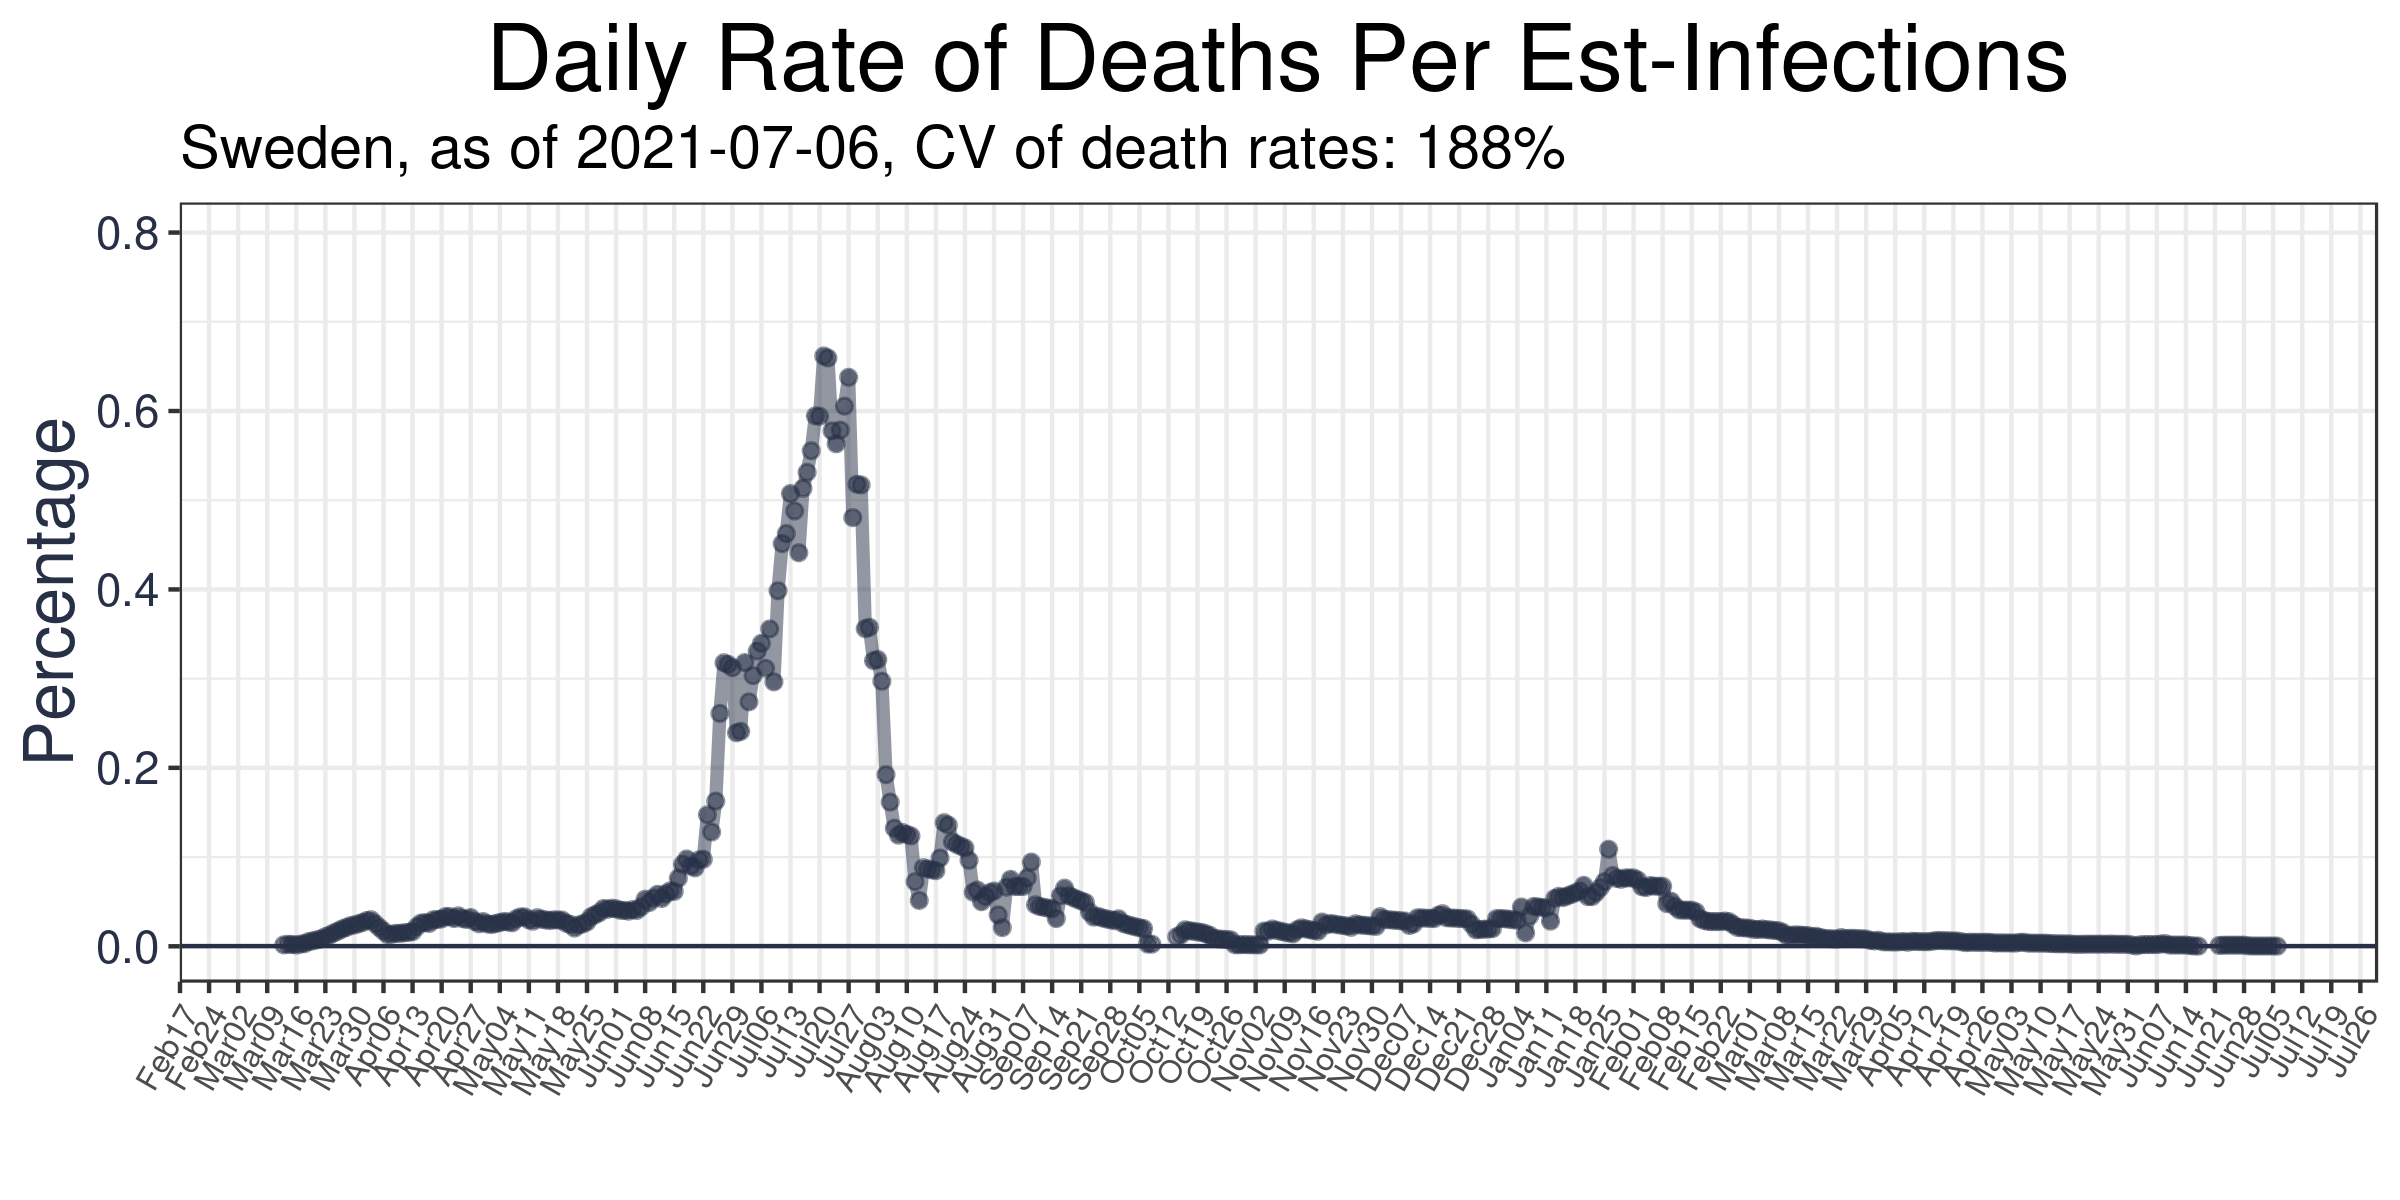 Daily Rate of Deaths Per Est-Infections
Sweden, as of 2021-07-06, CV of death rates: 188%
Percentage
0.8
0.6
0.4
0.2
0.0
Feb17
Feb24
Mar02
Mar09
Mar16
Mar23
Mar30
Apr06
Apr13
Apr20
Apr27
May04
May11
May18
May25
Jun01
Jun08
Jun15
Jun22
Jun29
Jul06
Jul13
Jul20
Jul27
Aug03
Aug10
Aug17
Aug24
Aug31
Sep07
Sep14
Sep21
Sep28
Oct05
Oct12
Oct19
Oct26
Nov02
Nov09
Nov16
Nov23
Nov30
Dec07
Dec14
Dec21
Dec28
Jan04
Jan11
Jan18
Jan25
Feb01
Feb08
Feb15
Feb22
Mar01
Mar08
Mar15
Mar22
Mar29
Apr05
Apr12
Apr19
Apr26
May03
May10
May17
May24
May31
Jun07
Jun14
Jun21
Jun28
Jul05
Jul12
Jul19
Jul26